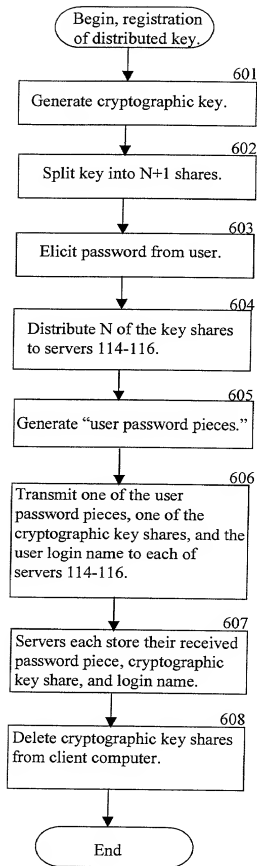 Begin, registration
of distributed key.
601
Generate cryptographic key.
602
Split key into N+1 shares.
603
Elicit password from user.
604
Distribute N of the key shares
to servers 114-116.
605
Generate “user password pieces.”
606
Transmit one of the user
password pieces, one of the
cryptographic key shares, and the
user login name to each of
servers 114-116.
607
Servers each store their received
password piece, cryptographic
key share, and login name.
608
Delete cryptographic key shares
from client computer.
End